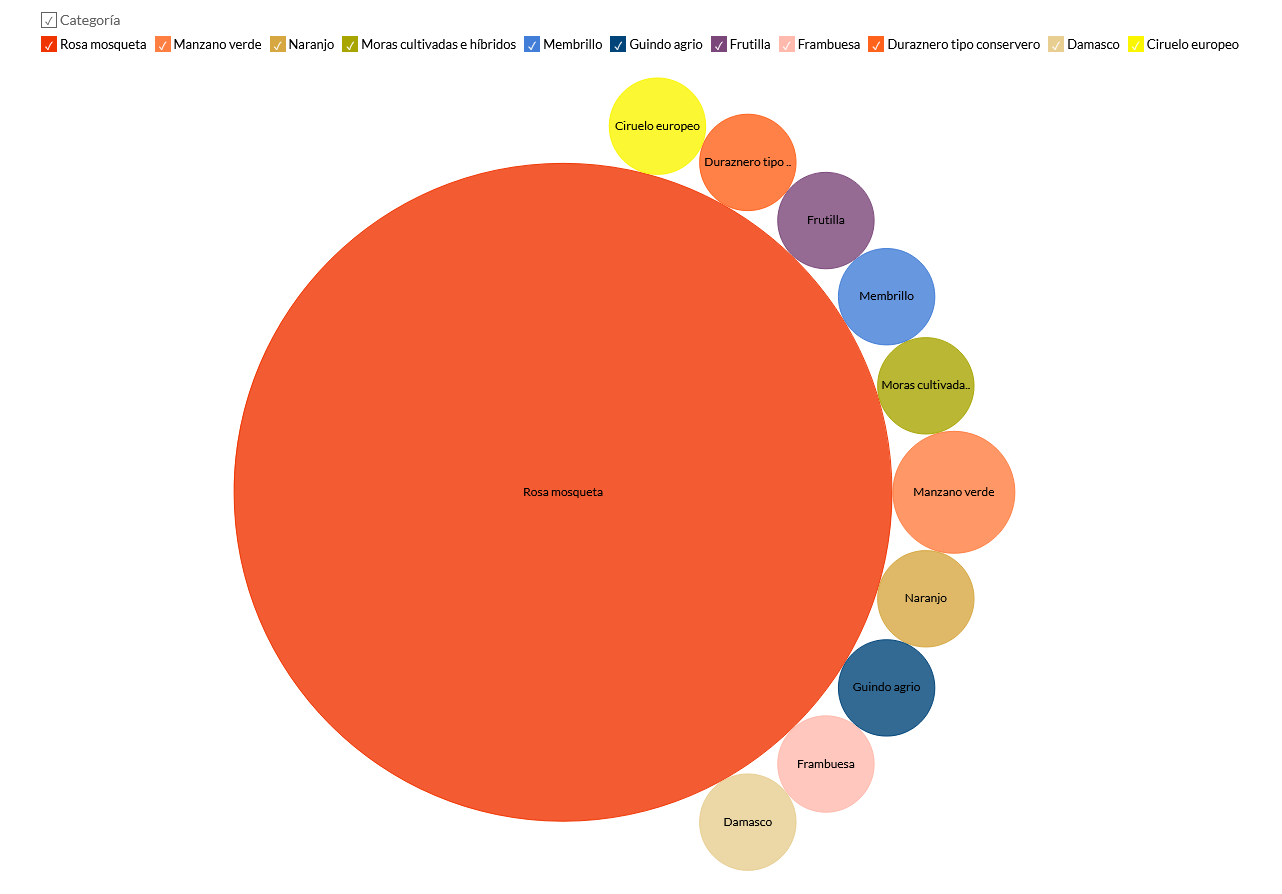 Categoría
Rosa mosqueta Manzano verde Naranjo Moras cultivadas e híbridos Membrillo Guindo agrio Frutilla Frambuesa Duraznero tipo conservero Damasco Ciruelo europeo
Ciruelo europeo
Duraznero tipo ..
Frutilla
Membrillo
Moras cultivada..
Rosa mosqueta
Manzano verde
Naranjo
Guindo agrio
Frambuesa
Damasco